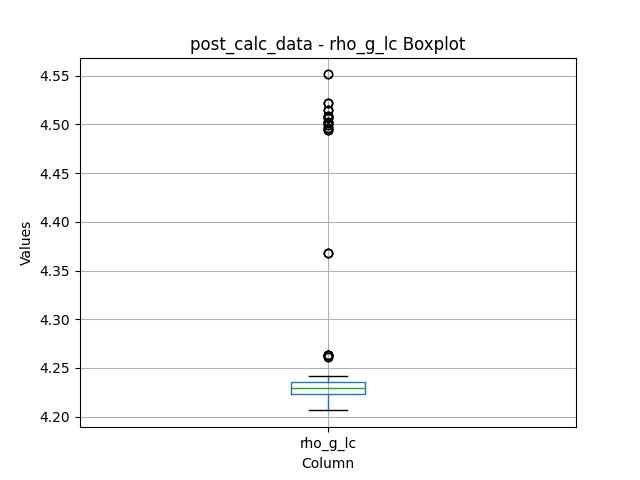 post_calc_data - rho_g_lc Boxplot
4.55
4.50
4.45
4.40
4.35
4.30
4.25
4.20
Values
rho_g_lc
Column